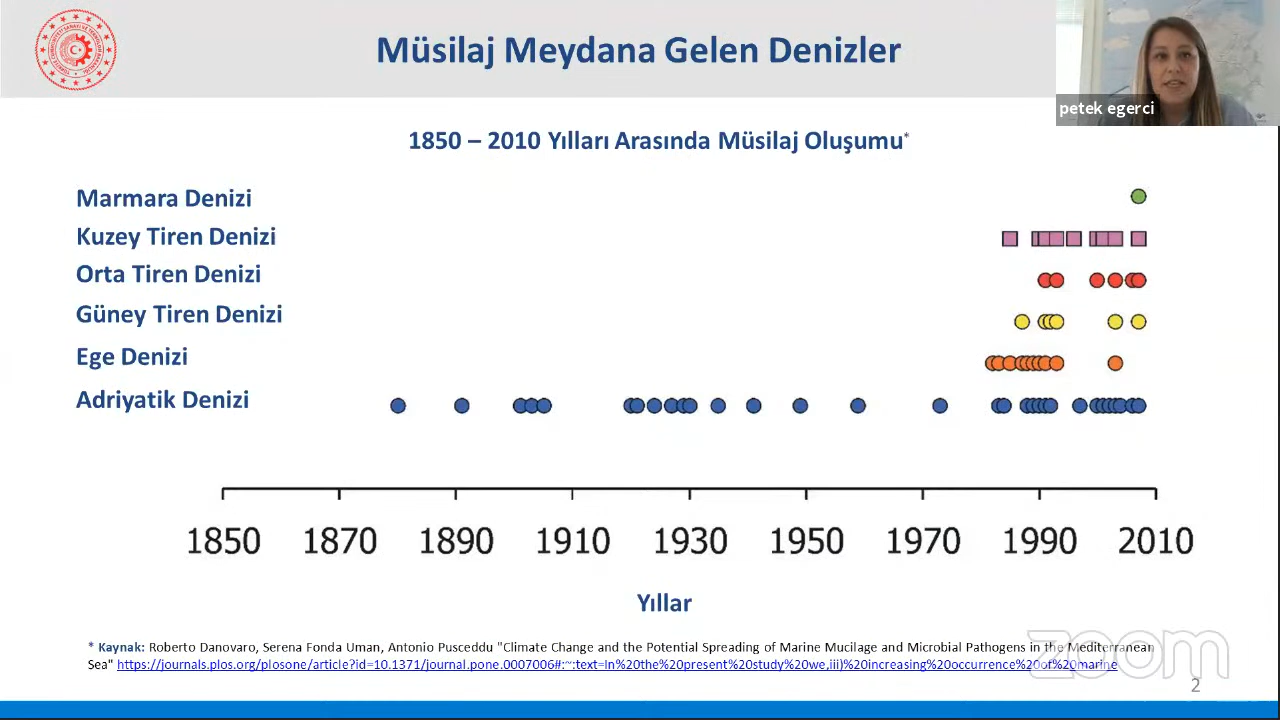 Müsilaj Meydana Gelen Denizler
petek egerci
1850 – 2010 Yılları Arasında Müsilaj Oluşumu*
Marmara Denizi
Kuzey Tiren Denizi
Orta Tiren Denizi
Güney Tiren Denizi
Ege Denizi
Adriyatik Denizi
1850 1870 1890 1910 1930 1950 1970 1990 2010
Yıllar
* Kaynak: Roberto Danovaro, Serena Fonda Uman, Antonio Pusceddu "Climate Change and the Potential Spreading of Marine Mucilage and Microbial Pathogens in the Mediterranean
Sea" https://journals.plos.org/plosone/article?id=10.1371/journal.pone.0007006#:~:text=In%20the%20present%20study%20we,iii)%20increasing%20occurrence%20of%20marine
zoom
2